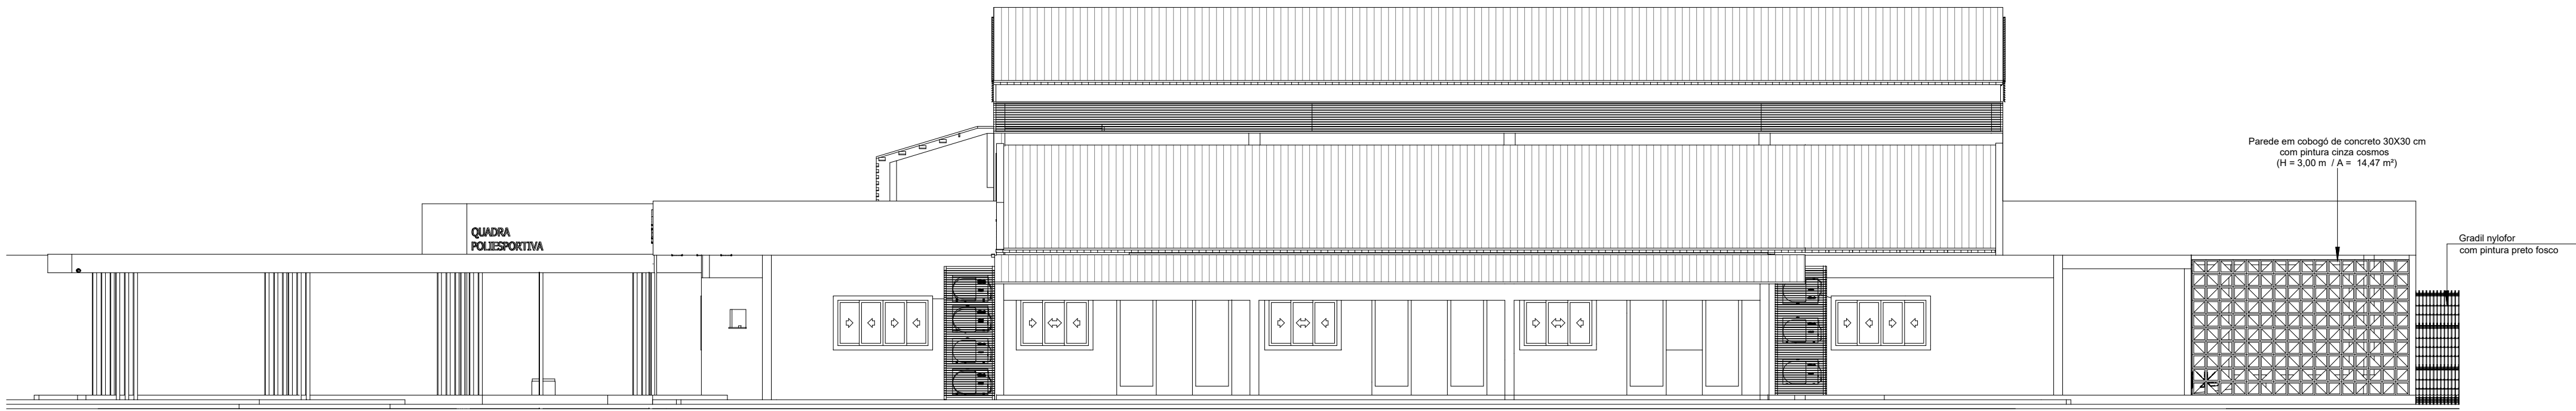 Parede em cobogó de concreto 30X30 cm
com pintura cinza cosmos
(H = 3,00 m / A = 14,47 m²)
QUADRA
POLIESPORTIVA
Gradil nylofor
com pintura preto fosco